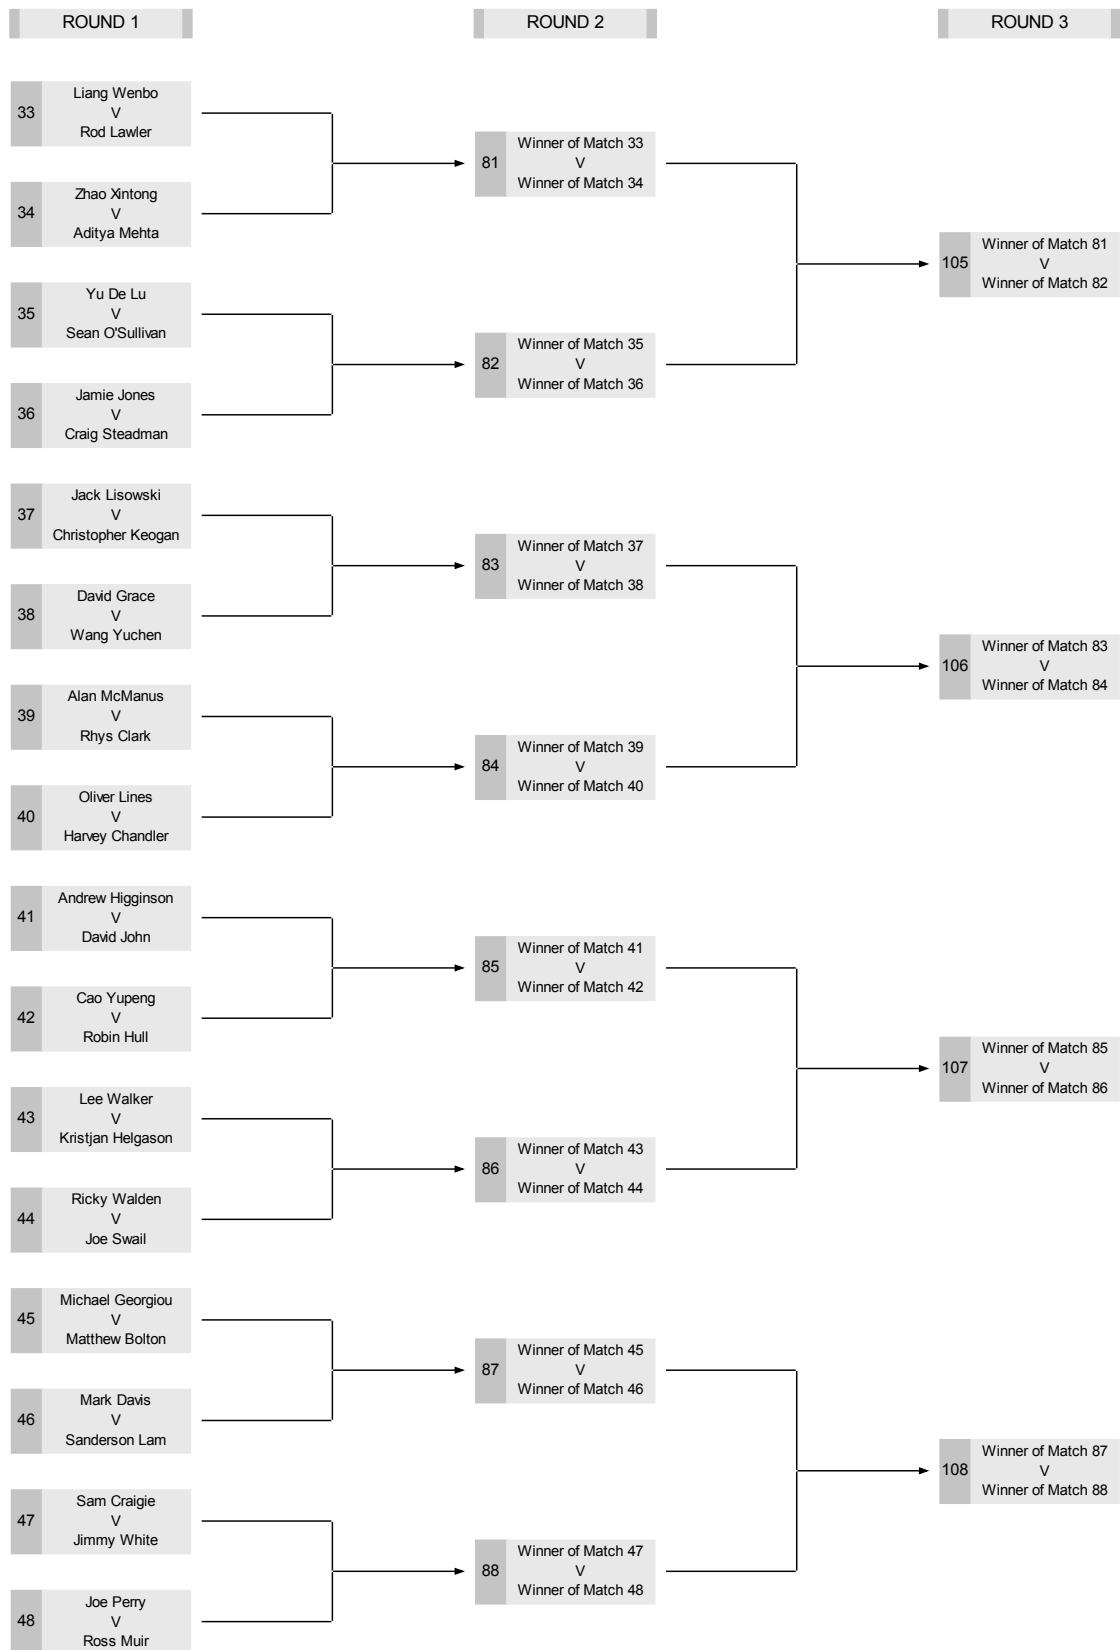 ROUND 1
ROUND 2
ROUND 3
33
Liang Wenbo
V
Rod Lawler
34
Zhao Xintong
V
Aditya Mehta
35
Yu De Lu
V
Sean O'Sullivan
36
Jamie Jones
V
Craig Steadman
37
Jack Lisowski
V
Christopher Keogan
38
David Grace
V
Wang Yuchen
39
Alan McManus
V
Rhys Clark
40
Oliver Lines
V
Harvey Chandler
41
Andrew Higginson
V
David John
42
Cao Yupeng
V
Robin Hull
43
Lee Walker
V
Kristjan Helgason
44
Ricky Walden
V
Joe Swail
45
Michael Georgiou
V
Matthew Bolton
46
Mark Davis
V
Sanderson Lam
47
Sam Craigie
V
Jimmy White
48
Joe Perry
V
Ross Muir
81
Winner of Match 33
V
Winner of Match 34
82
Winner of Match 35
V
Winner of Match 36
83
Winner of Match 37
V
Winner of Match 38
84
Winner of Match 39
V
Winner of Match 40
85
Winner of Match 41
V
Winner of Match 42
86
Winner of Match 43
V
Winner of Match 44
87
Winner of Match 45
V
Winner of Match 46
88
Winner of Match 47
V
Winner of Match 48
105
Winner of Match 81
V
Winner of Match 82
106
Winner of Match 83
V
Winner of Match 84
107
Winner of Match 85
V
Winner of Match 86
108
Winner of Match 87
V
Winner of Match 88